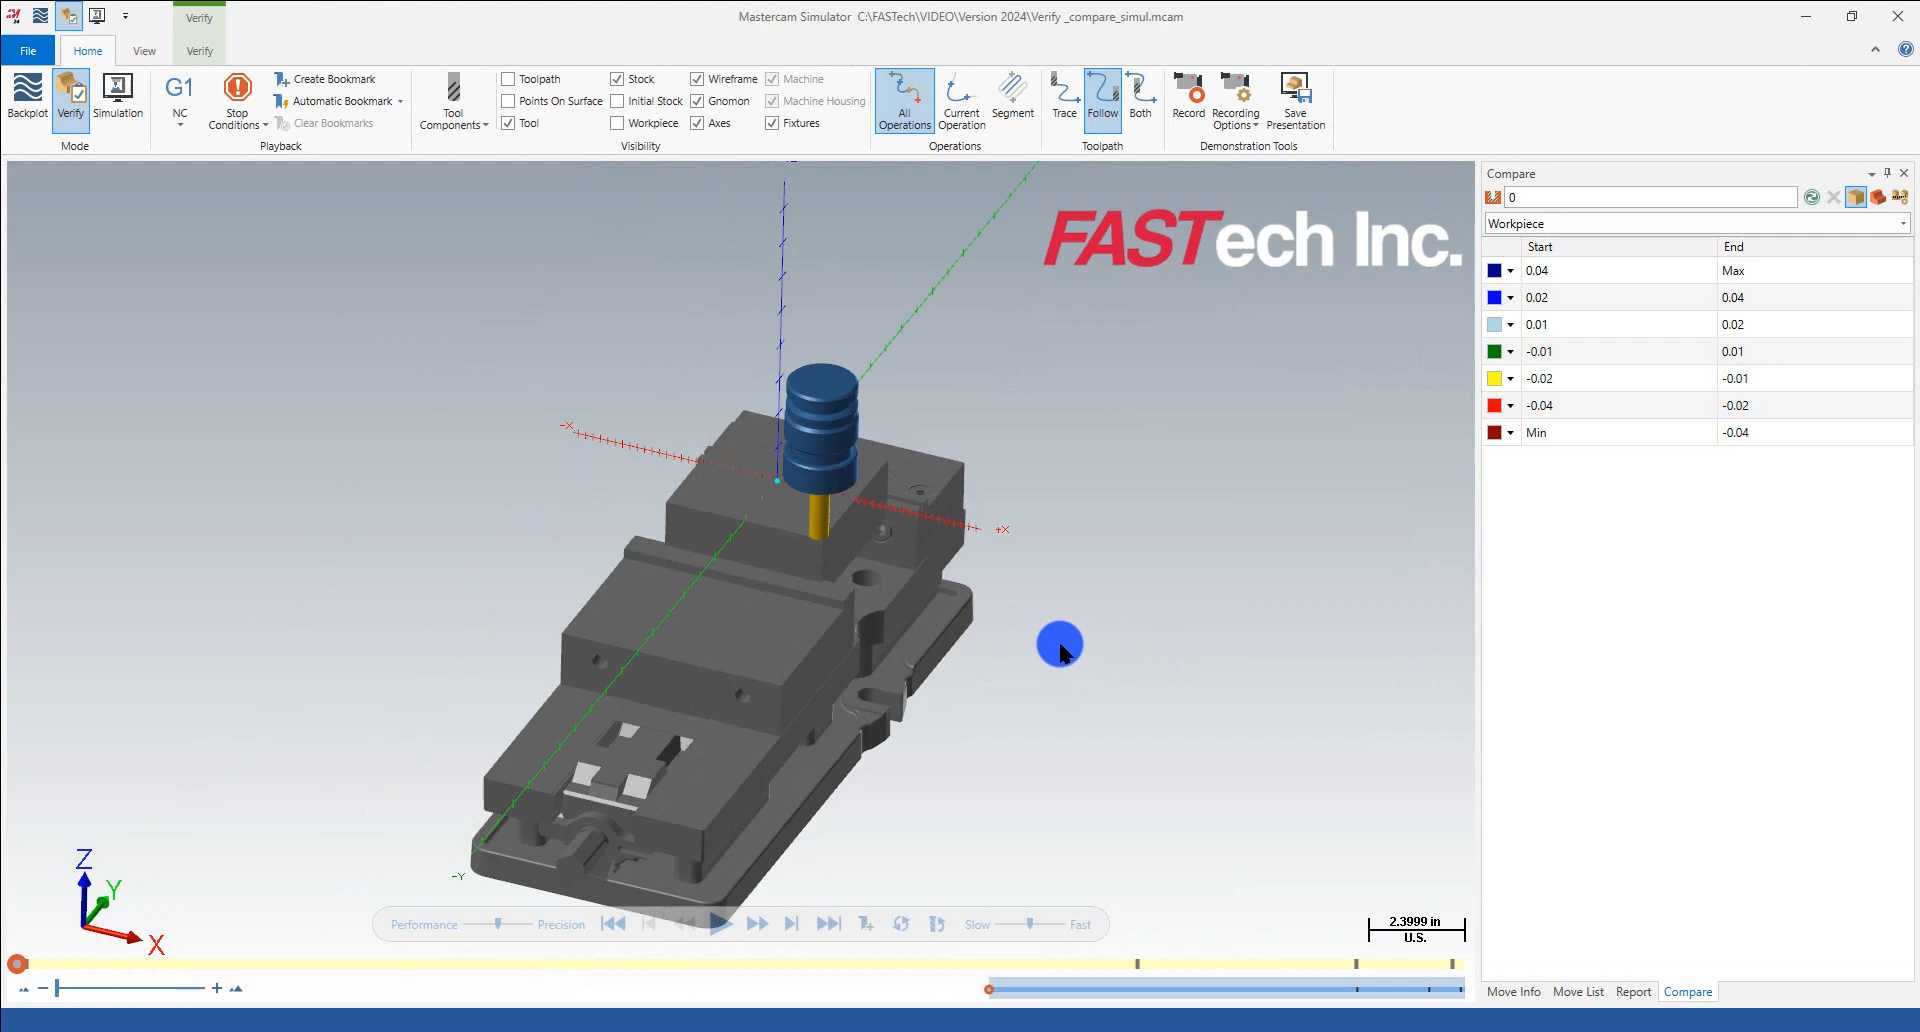 Verify
Mastercam Simulator C:\FASTech\VIDEO\Version 2024\Verify _compare_simul.mcam
File
Home
View
Verify
Backplot
Verify
Simulation
Mode
G1
NC
Stop
Conditions
Create Bookmark
Automatic Bookmark
Clear Bookmarks
Playback
Tool
Components
Toolpath
Stock
Wireframe
Machine
Points On Surface
Initial Stock
Gnomon
Machine Housing
Tool
Workpiece
Axes
Fixtures
Visibility
All
Operations
Current
Operation
Segment
Operations
Trace
Follow
Both
Toolpath
Record
Recording
Options
Save
Presentation
Demonstration Tools
FASTech Inc.
-X
+X
-Y
Z
Y
X
Performance
Precision
Slow
Fast
2.3999 in
U.S.
Compare
0
Workpiece
Start End
0.04 Max
0.02 0.04
0.01 0.02
-0.01 0.01
-0.02 -0.01
-0.04 -0.02
Min -0.04
Move Info
Move List
Report
Compare